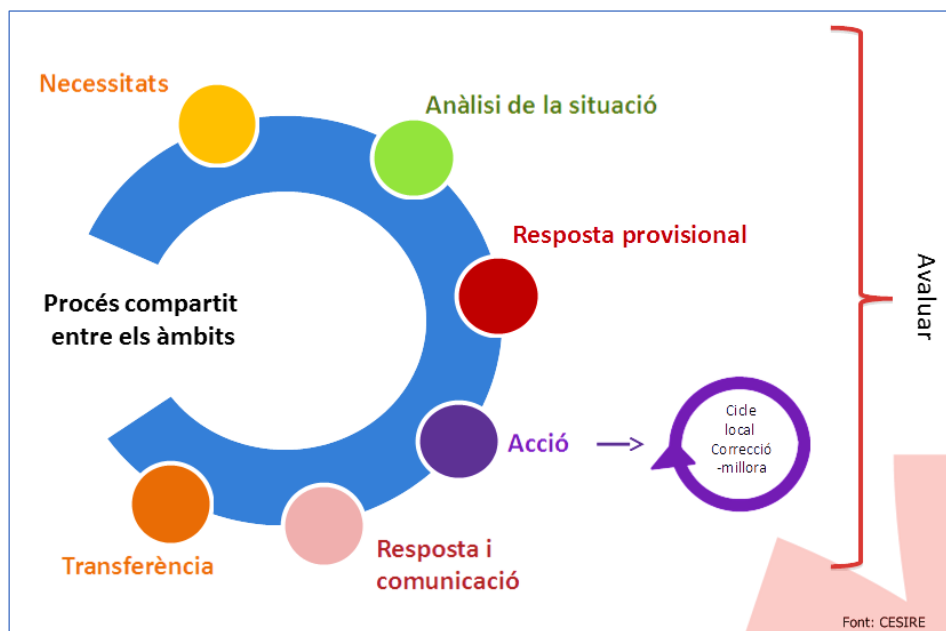 Necessitats
Anàlisi de la situació
Resposta provisional
Procés compartit
entre els àmbits
Avaluar
Acció
Cicle
local
Correcció
-millora
Resposta i
comunicació
Transferència
Font: CESIRE